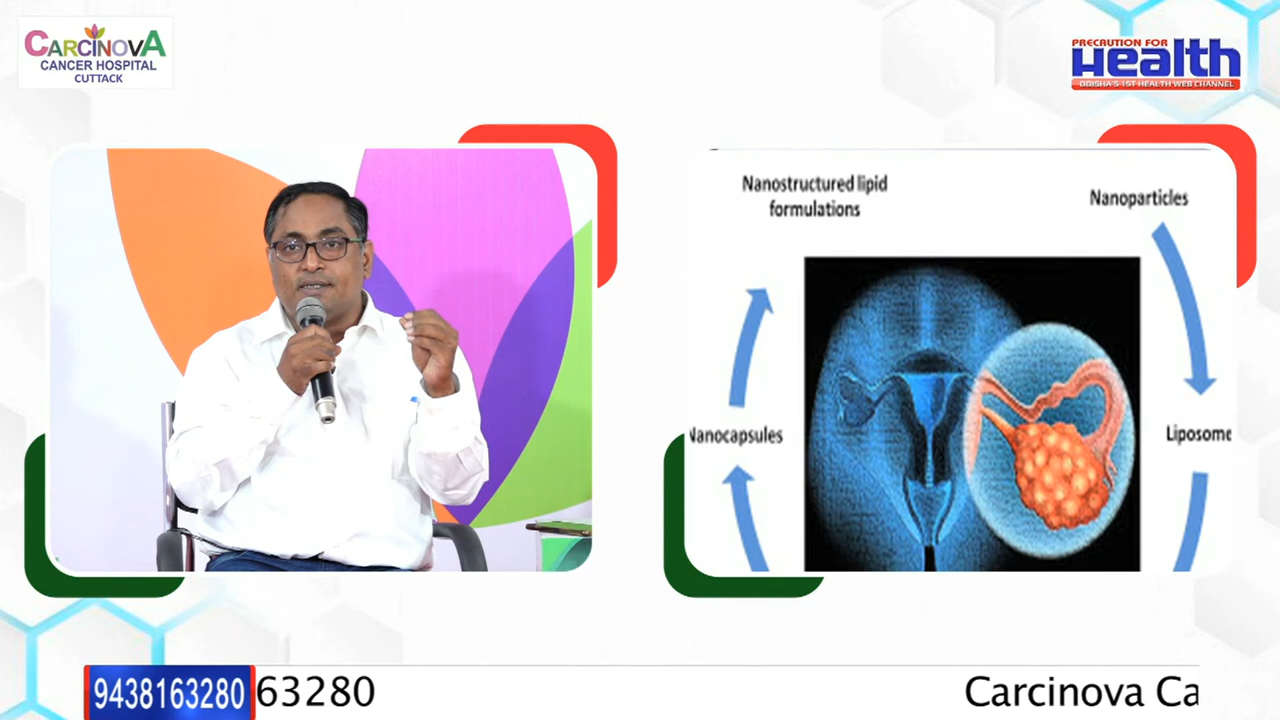 CARCINOVA
CANCER HOSPITAL
CUTTACK
PRECAUTION FOR
Health
ODISHA'S 1ST HEALTH WEB CHANNEL
Nanostructured lipid
formulations
Nanoparticles
Nanocapsules
Liposome
9438163280 63280
Carcinova Ca